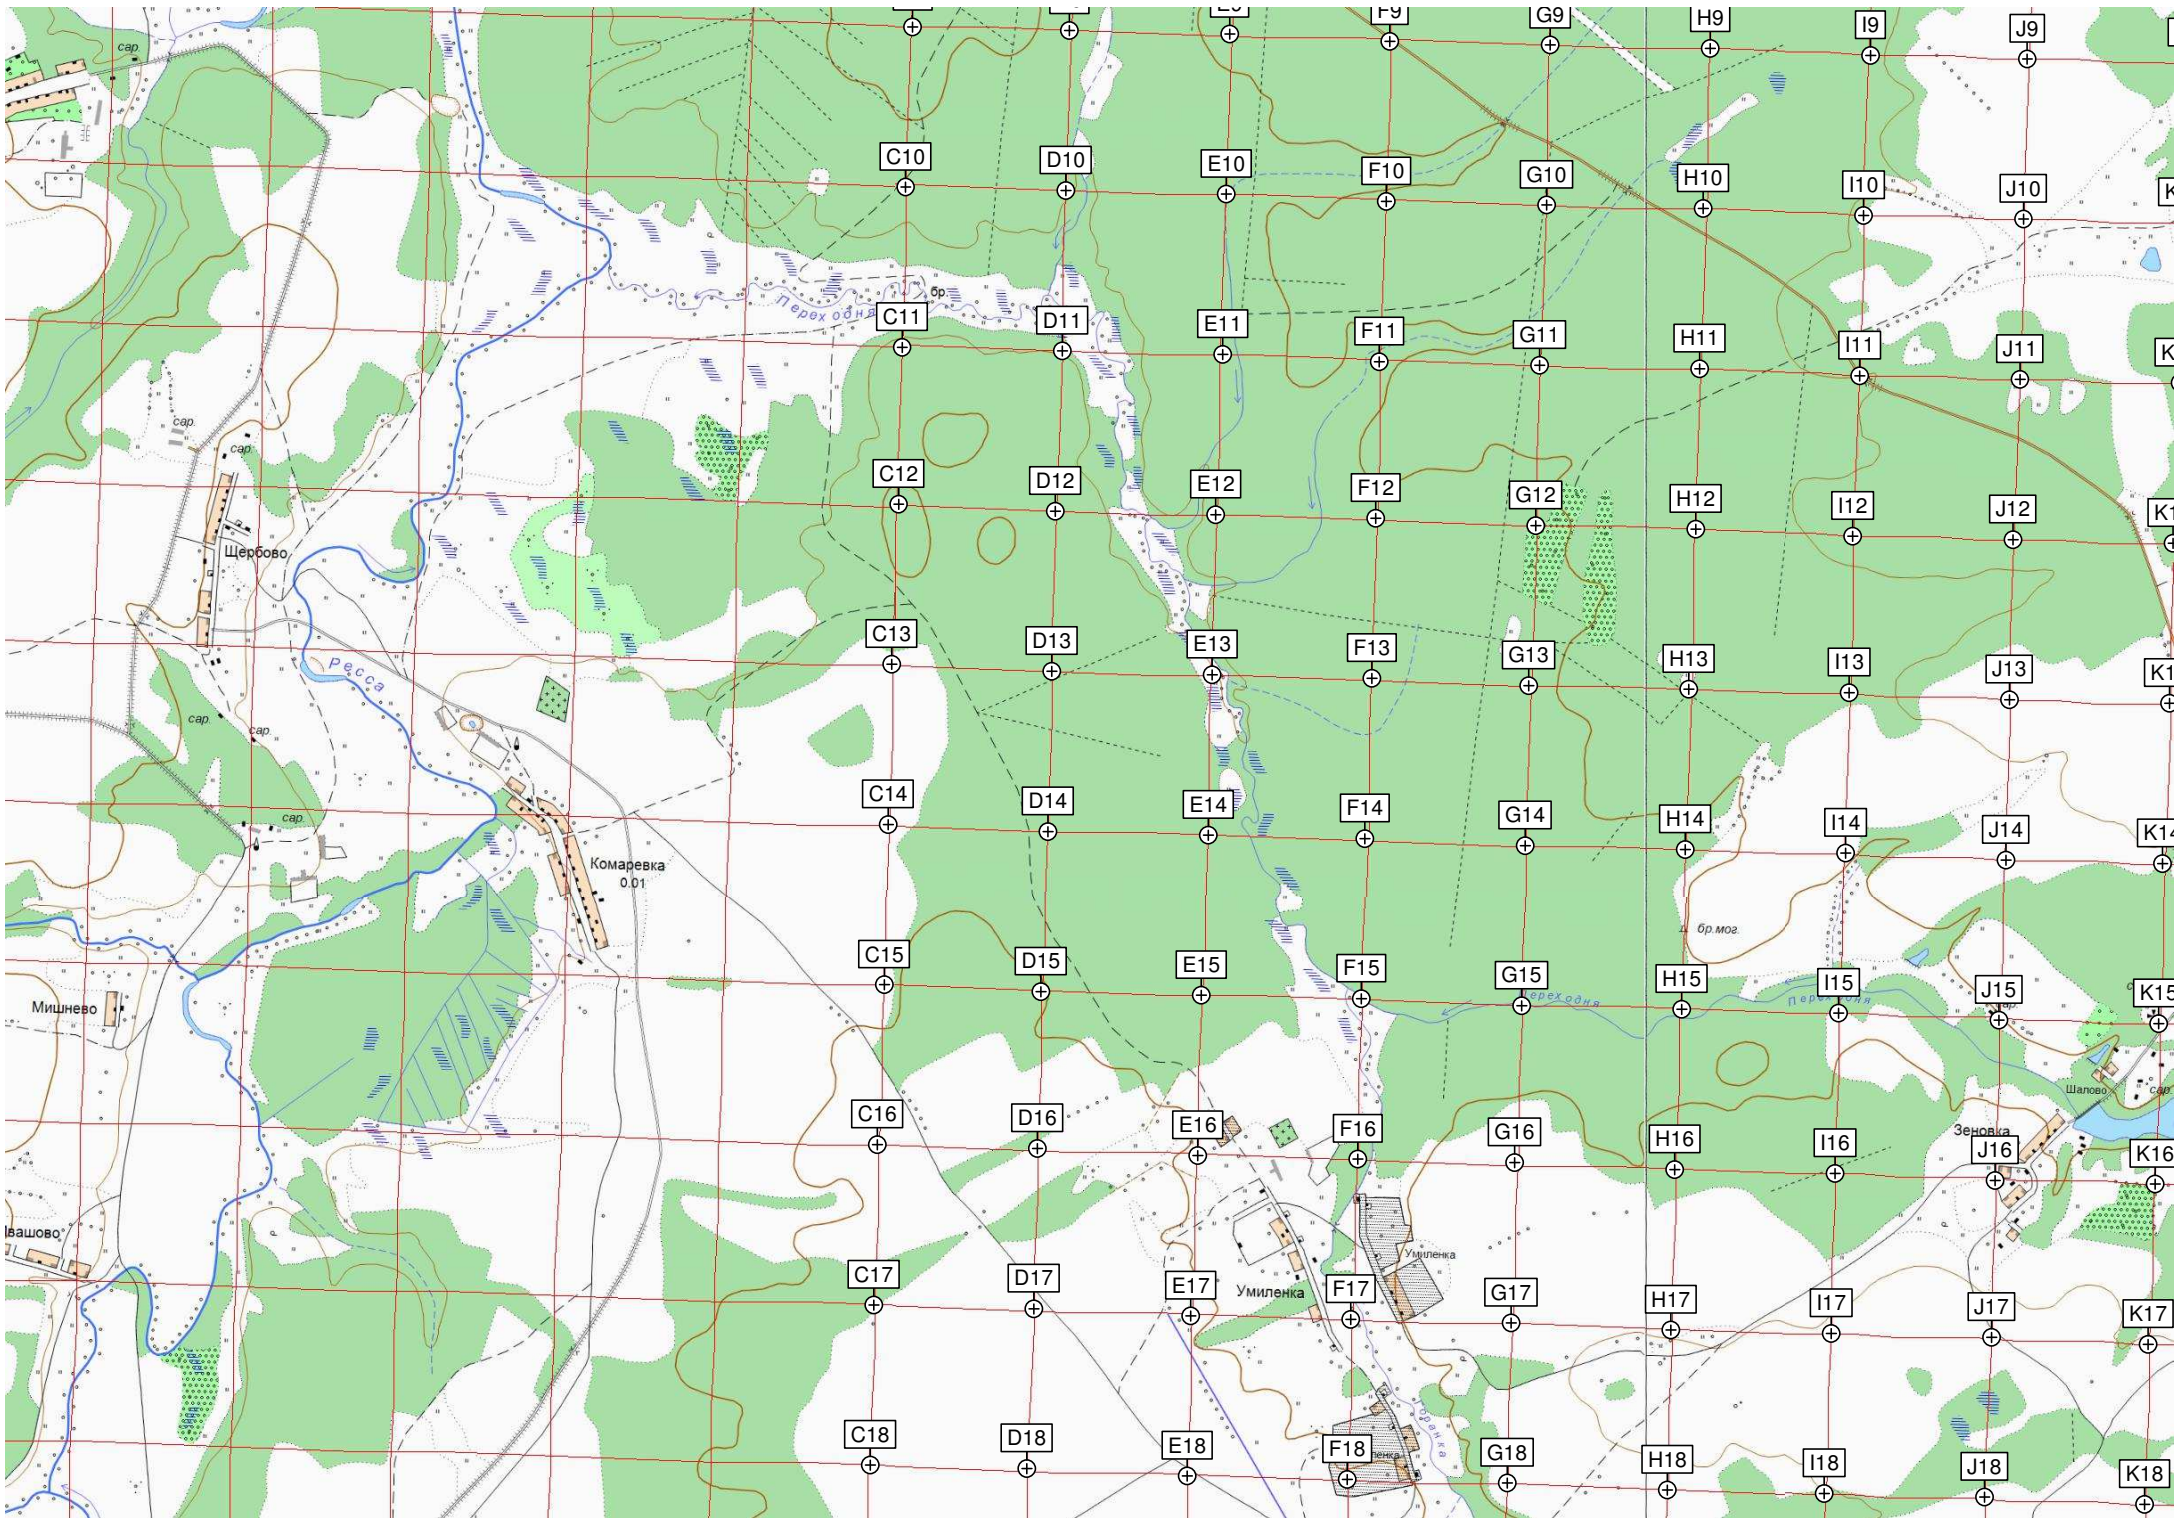 F9
G9
H9
I9
J9
сар.
C10
D10
E10
F10
G10
H10
I10
J10
бр.
Переходня
C11
D11
E11
F11
G11
H11
I11
J11
сар.
сар.
C12
D12
E12
F12
G12
H12
I12
J12
Щербово
C13
D13
E13
F13
G13
H13
I13
J13
Ресса
сар.
сар.
C14
D14
E14
F14
G14
H14
I14
J14
K14
сар.
Комаревка
0.01
бр.мог.
C15
D15
E15
F15
G15
H15
I15
J15
K15
Мишнево
Переходня
Шалово
сар.
C16
D16
E16
F16
G16
H16
I16
J16
K16
Зеновка
Умиленка
C17
D17
E17
F17
G17
H17
I17
J17
K17
Умиленка
Горенка
C18
D18
E18
F18
G18
H18
I18
J18
K18